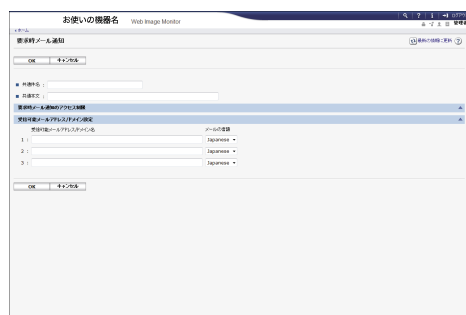 お使いの機器名 Web Image Monitor
ホーム
要求時メール通知
最新の情報に更新
OK キャンセル
共通件名 :
共通本文 :
要求時メール通知のアクセス制限
受信可能メールアドレス/ドメイン設定
受信可能メールアドレス/ドメイン名 メールの言語
1 : Japanese
2 : Japanese
3 : Japanese
OK キャンセル